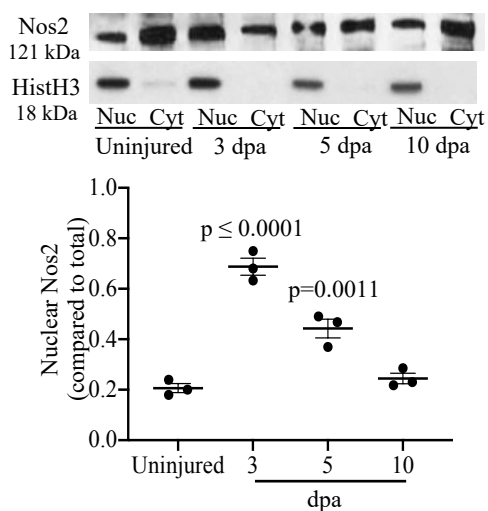 Nos2
121 kDa
HistH3
18 kDa
Nuc Cyt Nuc Cyt Nuc Cyt Nuc Cyt
Uninjured 3 dpa 5 dpa 10 dpa
1.0
0.8
0.6
0.4
0.2
0.0
Nuclear Nos2
(compared to total)
p ≤ 0.0001
p=0.0011
Uninjured 3 5 10
dpa